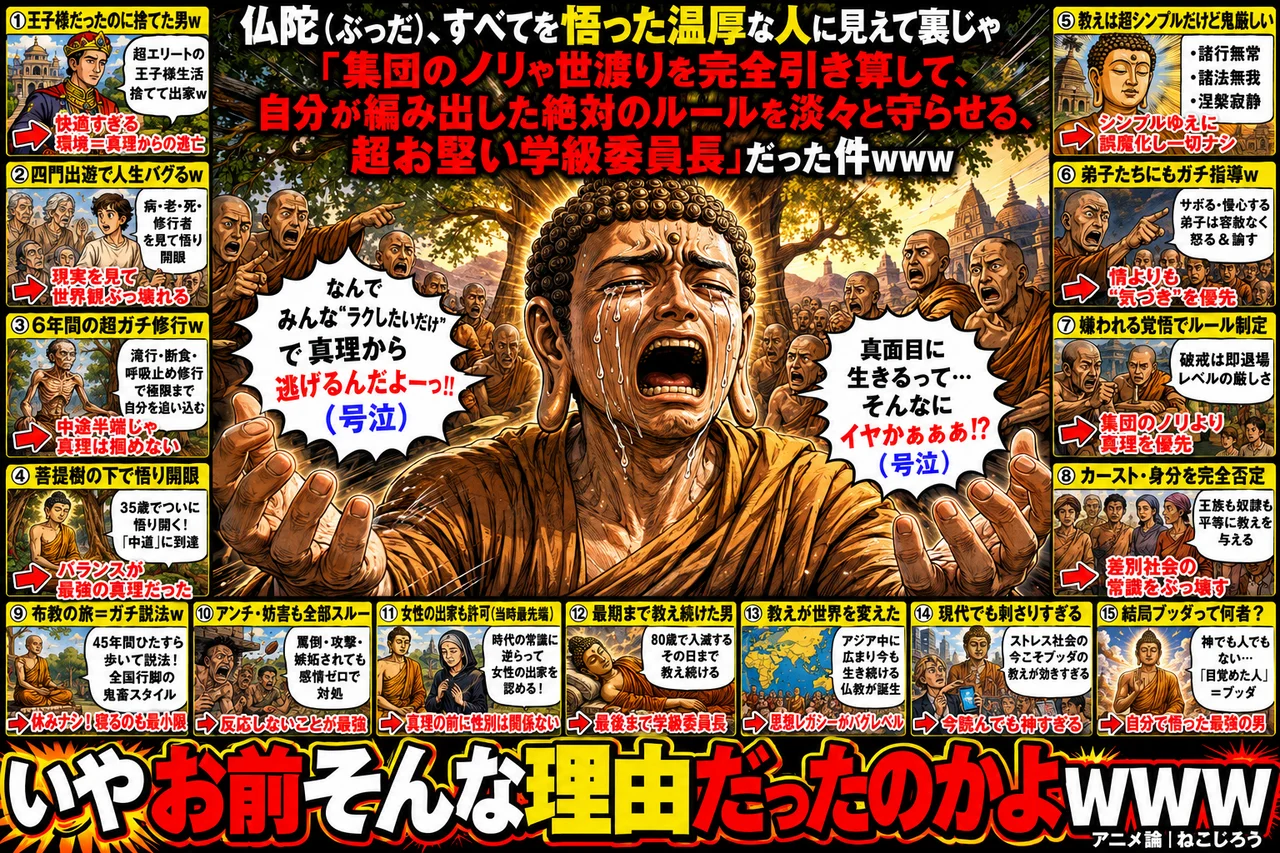 仏陀(ぶっだ)、すべてを悟った温厚な人に見えて裏じゃ
「集団のノリや世渡りを完全引き算して、
自分が編み出した絶対のルールを淡々と守らせる、
超お堅い学級委員長」だった件www
なんで
みんな“ラクしたいだけ”
で真理から
逃げるんだよーっ!!
(号泣)
真面目に
生きるって…
そんなに
イヤかぁぁぁ!?
(号泣)
①王子様だったのに捨てた男w
超エリートの
王子様生活
捨てて出家w
快適すぎる
環境=真理からの逃亡
②四門出遊で人生バグるw
病・老・死・
修行者
を見て悟り
開眼
現実を見て
世界観ぶっ壊れる
③6年間の超ガチ修行w
滝行・断食・
呼吸止め修行
で極限まで
自分を追い込む
中途半端じゃ
真理は掴めない
④菩提樹の下で悟り開眼
35歳でついに
悟り開く!
「中道」に到達
バランスが
最強の真理だった
⑤教えは超シンプルだけど鬼厳しい
・諸行無常
・諸法無我
・涅槃寂静
シンプルゆえに
誤魔化し一切ナシ
⑥弟子たちにもガチ指導w
サボる・慢心する
弟子は容赦なく
怒る&諭す
情よりも
“気づき”を優先
⑦嫌われる覚悟でルール制定
破戒は即退場
レベルの厳しさ
集団のノリより
真理を優先
⑧カースト・身分を完全否定
王族も奴隷も
平等に教えを
与える
差別社会の
常識をぶっ壊す
⑨布教の旅=ガチ説法w
45年間ひたすら
歩いて説法!
全国行脚の
鬼畜スタイル
休みナシ!寝るのも最小限
⑩アンチ・妨害も全部スルー
罵倒・攻撃・
嫉妬されても
感情ゼロで
対処
反応しないことが最強
⑪女性の出家も許可(当時最先端)
時代の常識に
逆らって
女性の出家を
認める!
真理の前に性別は関係ない
⑫最期まで教え続けた男
80歳で入滅する
その日まで
教え続ける
最後まで学級委員長
⑬教えが世界を変えた
アジア中に
広まり今も
生き続ける
仏教が誕生
思想レガシーがバグレベル
⑭現代でも刺さりすぎる
ストレス社会の
今こそブッダの
教えが効きすぎる
今読んでも神すぎる
⑮結局ブッダって何者?
神でも人でも
ない…
「目覚めた人」
=ブッダ
自分で悟った最強の男
いやお前そんな理由だったのかよwww
アニメ論|ねこじろう